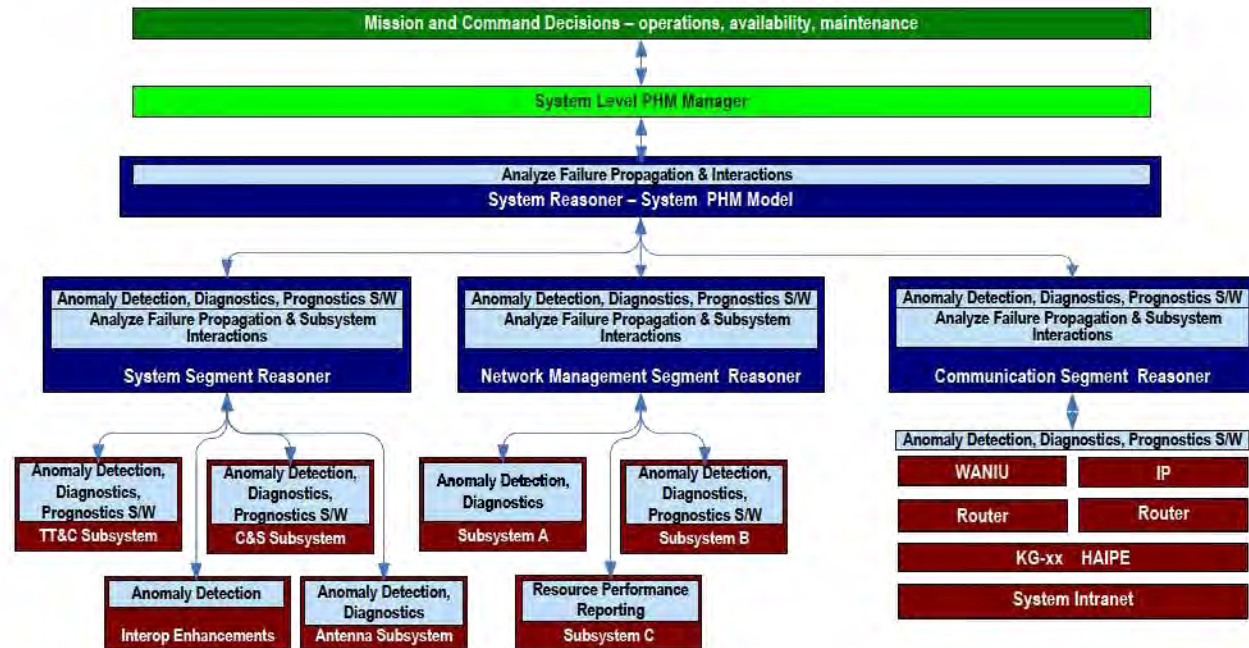 Mission and Command Decisions – operations, availability, maintenance
System Level PHM Manager
Analyze Failure Propagation & Interactions
System Reasoner – System PHM Model
Anomaly Detection, Diagnostics, Prognostics S/W
Analyze Failure Propagation & Subsystem
Interactions
System Segment Reasoner
Anomaly Detection, Diagnostics, Prognostics S/W
Analyze Failure Propagation & Subsystem
Interactions
Network Management Segment Reasoner
Anomaly Detection, Diagnostics, Prognostics S/W
Analyze Failure Propagation & Subsystem
Interactions
Communication Segment Reasoner
Anomaly Detection,
Diagnostics,
Prognostics S/W
TT&C Subsystem
Anomaly Detection,
Diagnostics,
Prognostics S/W
C&S Subsystem
Anomaly Detection
Interop Enhancements
Anomaly Detection,
Diagnostics
Antenna Subsystem
Anomaly Detection,
Diagnostics
Subsystem A
Anomaly Detection,
Diagnostics,
Prognostics S/W
Subsystem B
Resource Performance
Reporting
Subsystem C
Anomaly Detection, Diagnostics, Prognostics S/W
WANIU
IP
Router
Router
KG-xx HAIPE
System Intranet